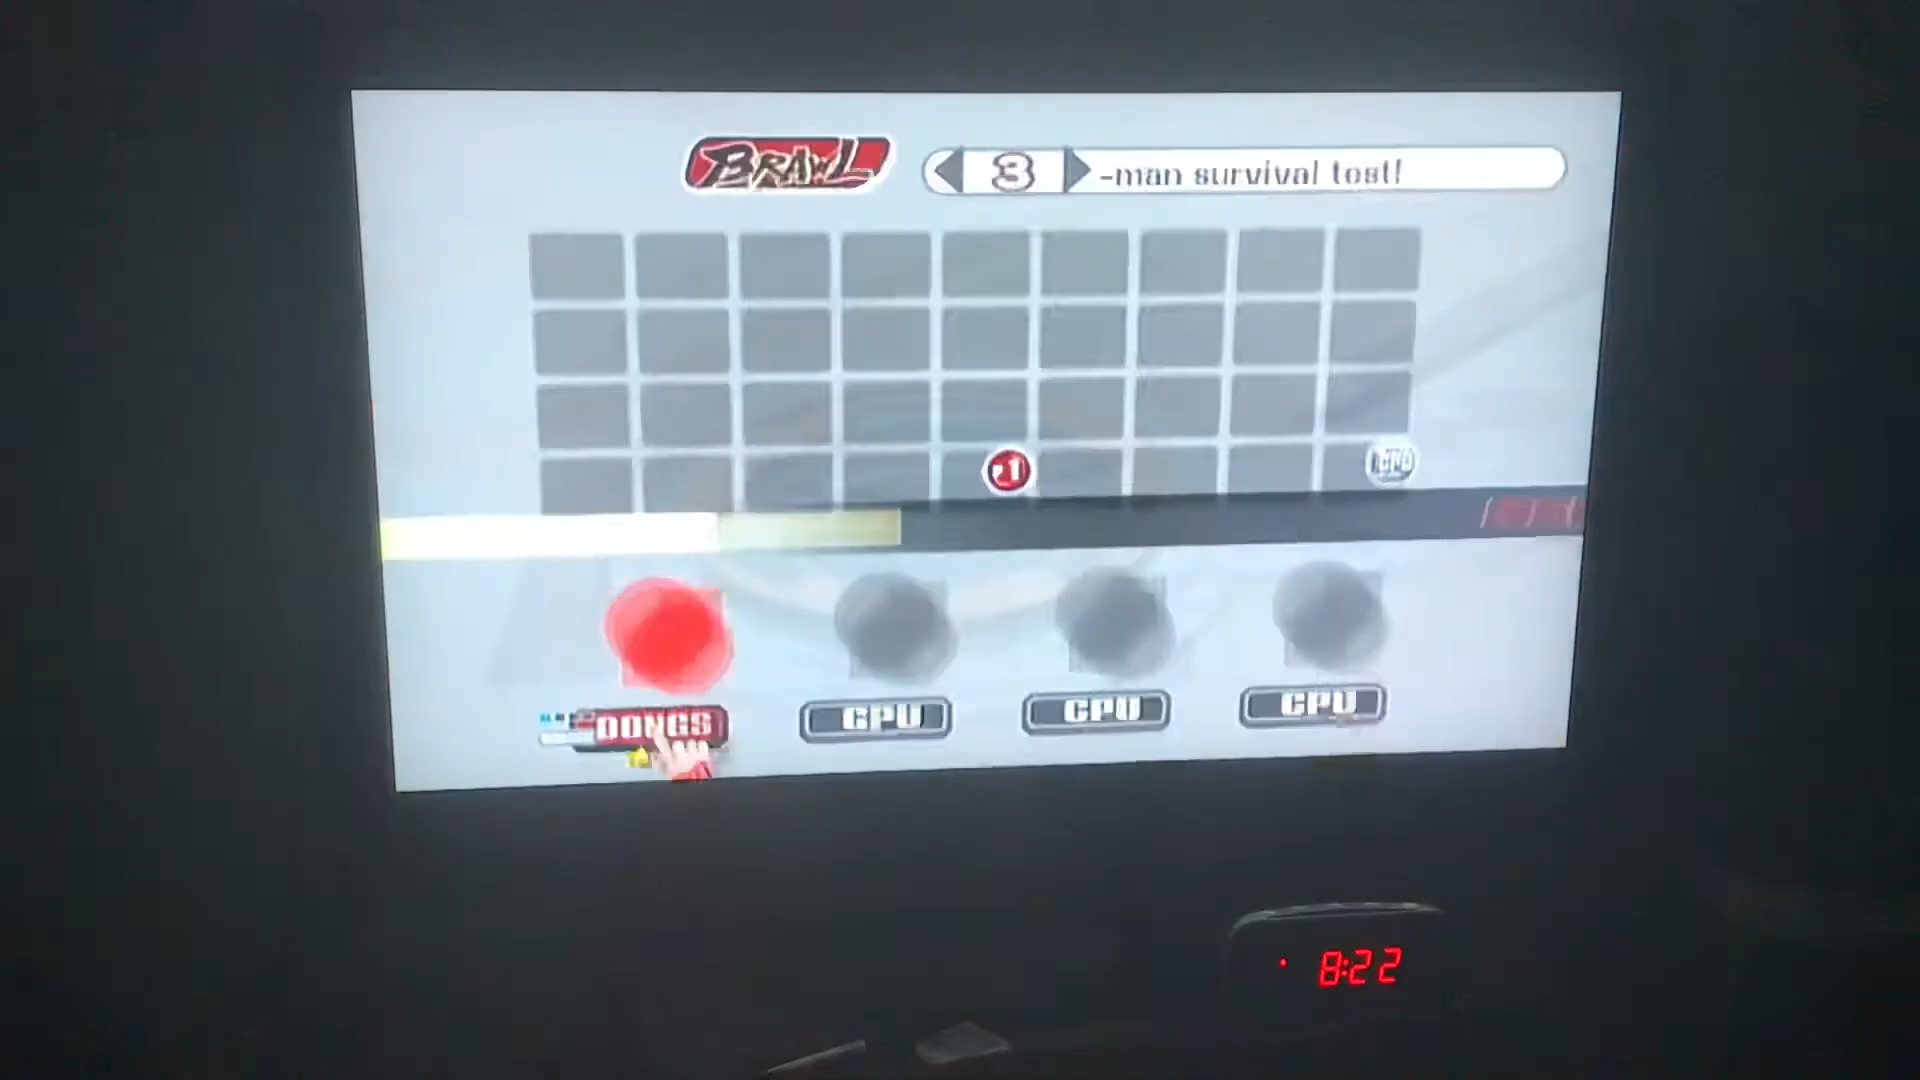 BRAWL
3 -man survival test!
P1
CPU
DONGS
CPU
CPU
CPU
8:22